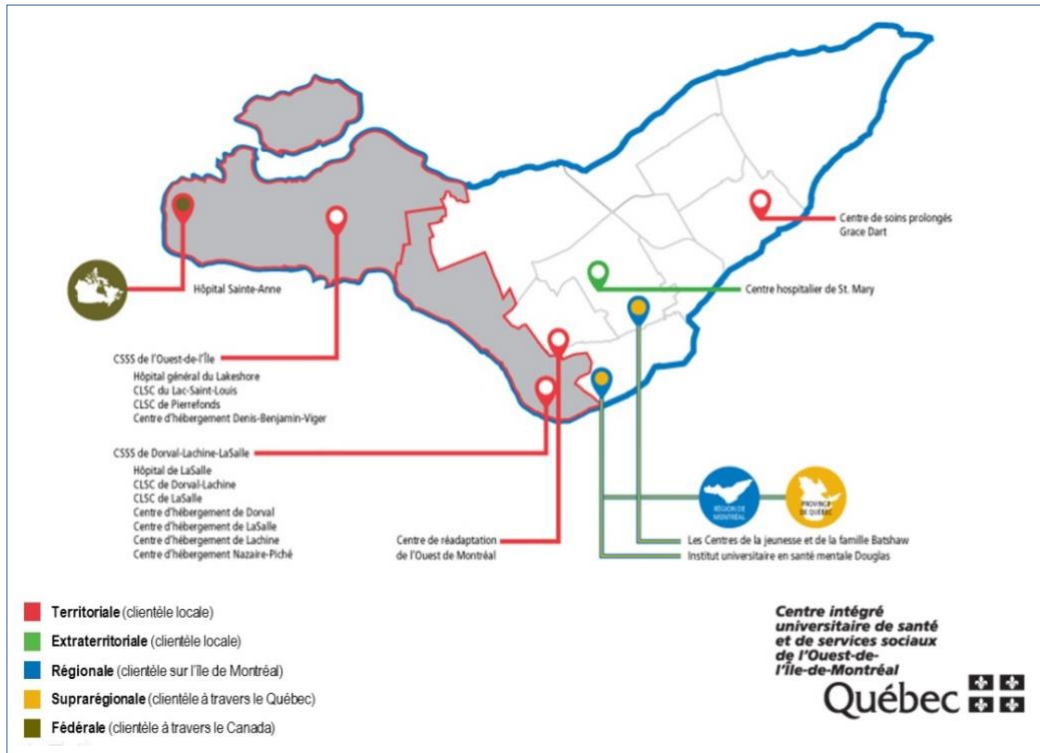 Centre de soins prolongés
Grace Dart
Centre hospitalier de St. Mary
Hôpital Sainte-Anne
CSSS de l'Ouest-de-l'Île
Hôpital général du Lakeshore
CLSC du Lac-Saint-Louis
CLSC de Pierrefonds
Centre d'hébergement Denis-Benjamin-Viger
CSSS de Dorval-Lachine-LaSalle
Hôpital de LaSalle
CLSC de Dorval-Lachine
CLSC de LaSalle
Centre d'hébergement de Dorval
Centre d'hébergement de LaSalle
Centre d'hébergement de Lachine
Centre d'hébergement Nazaire-Piché
Centre de réadaptation
de l'Ouest de Montréal
RÉGION DE
MONTRÉAL
PROVINCE
DE QUÉBEC
Les Centres de la jeunesse et de la famille Batshaw
Institut universitaire en santé mentale Douglas
Territoriale (clientèle locale)
Extraterritoriale (clientèle locale)
Régionale (clientèle sur l'île de Montréal)
Suprarégionale (clientèle à travers le Québec)
Fédérale (clientèle à travers le Canada)
Centre intégré
universitaire de santé
et de services sociaux
de l'Ouest-de-
l'Île-de-Montréal
Québec